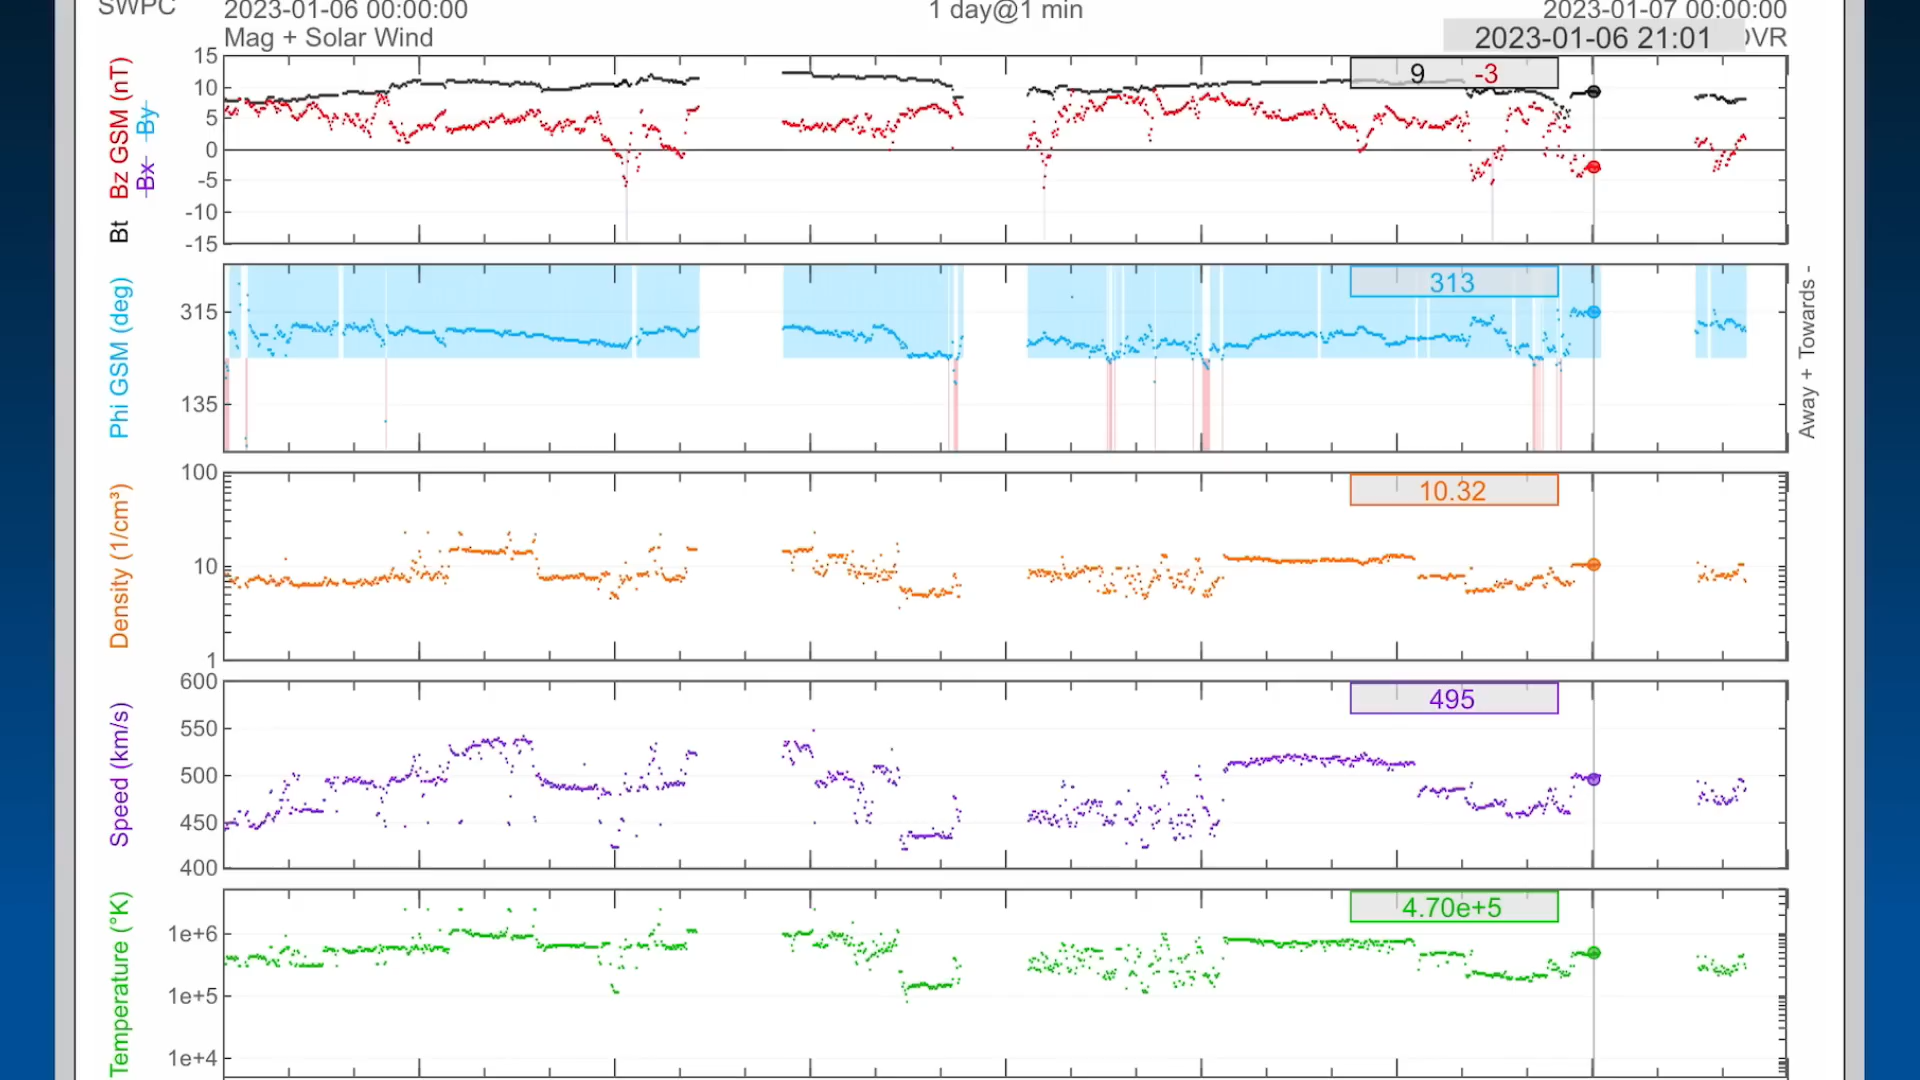 SWPC 2023-01-06 00:00:00 1 day@1 min 2023-01-07 00:00:00
Mag + Solar Wind 2023-01-06 21:01 OVR
Bt Bz GSM (nT)
Bx By
15
10
5
0
-5
-10
-15
9 -3
Phi GSM (deg)
315
135
313
Away + Towards -
Density (1/cm³)
100
10
1
10.32
Speed (km/s)
600
550
500
450
400
495
Temperature (°K)
1e+6
1e+5
1e+4
4.70e+5